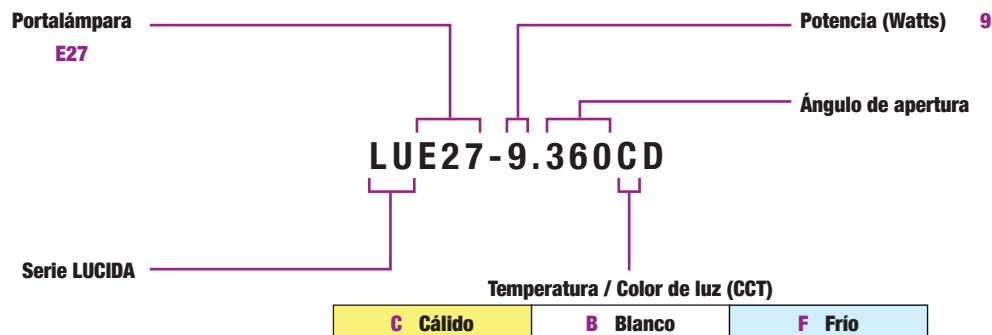 Portalámpara
E27
Potencia (Watts) 9
Ángulo de apertura
LUE27-9.360CD
Serie LUCIDA
Temperatura / Color de luz (CCT)
C Cálido B Blanco F Frío